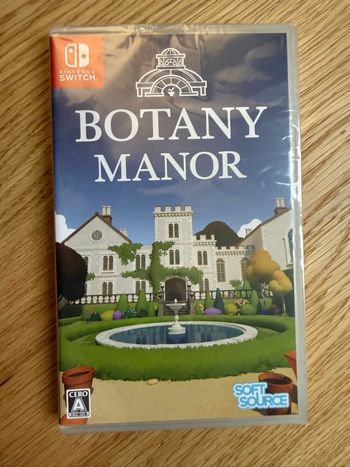 NINTENDO
SWITCH
BOTANY
MANOR
CERO
A
SOFT
SOURCE